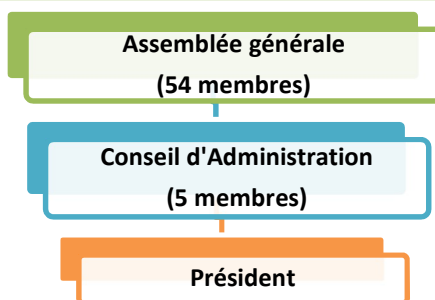 Assemblée générale
(54 membres)
Conseil d'Administration
(5 membres)
Président